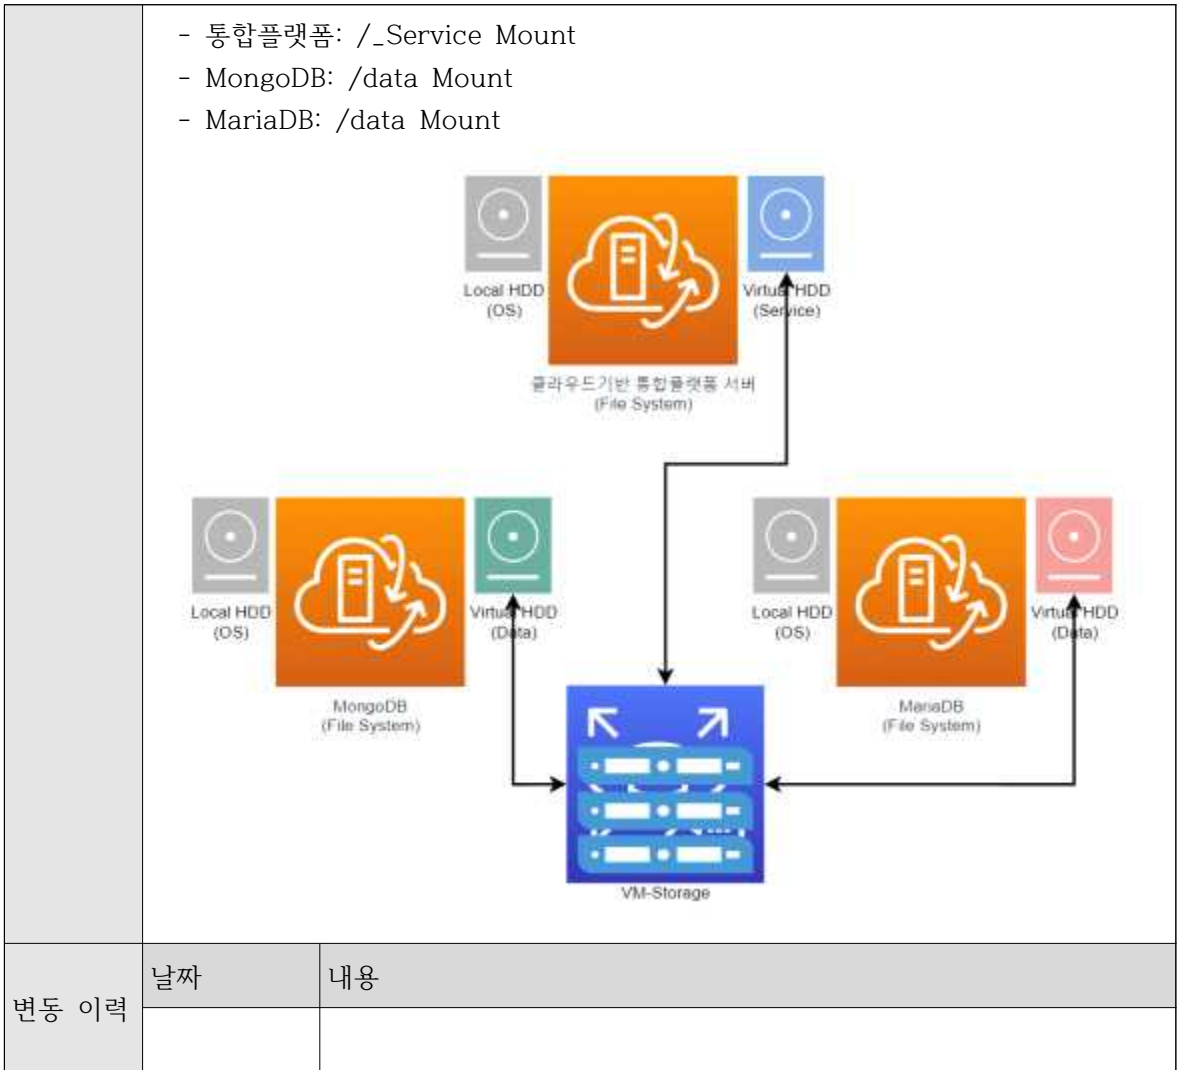 - 통합플랫폼: /_Service Mount
- MongoDB: /data Mount
- MariaDB: /data Mount
Local HDD
(OS)
Virtual HDD
(Service)
클라우드기반 통합플랫폼 서버
(File System)
Local HDD
(OS)
Virtual HDD
(Data)
Local HDD
(OS)
Virtual HDD
(Data)
MongoDB
(File System)
MariaDB
(File System)
VM-Storage
변동 이력
날짜
내용